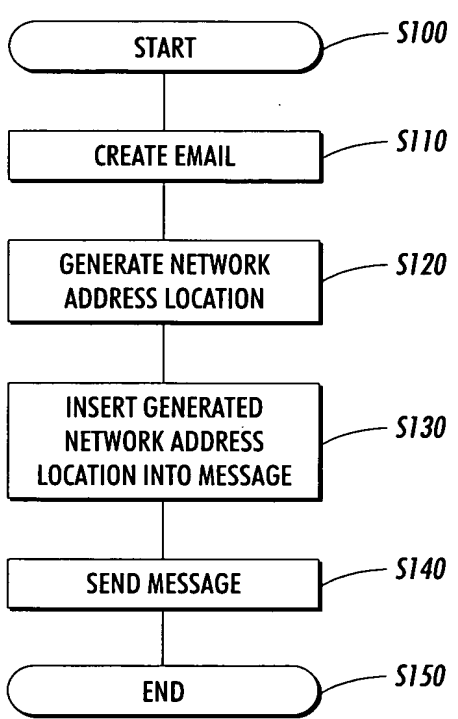 START
S100
CREATE EMAIL
S110
GENERATE NETWORK
ADDRESS LOCATION
S120
INSERT GENERATED
NETWORK ADDRESS
LOCATION INTO MESSAGE
S130
SEND MESSAGE
S140
END
S150